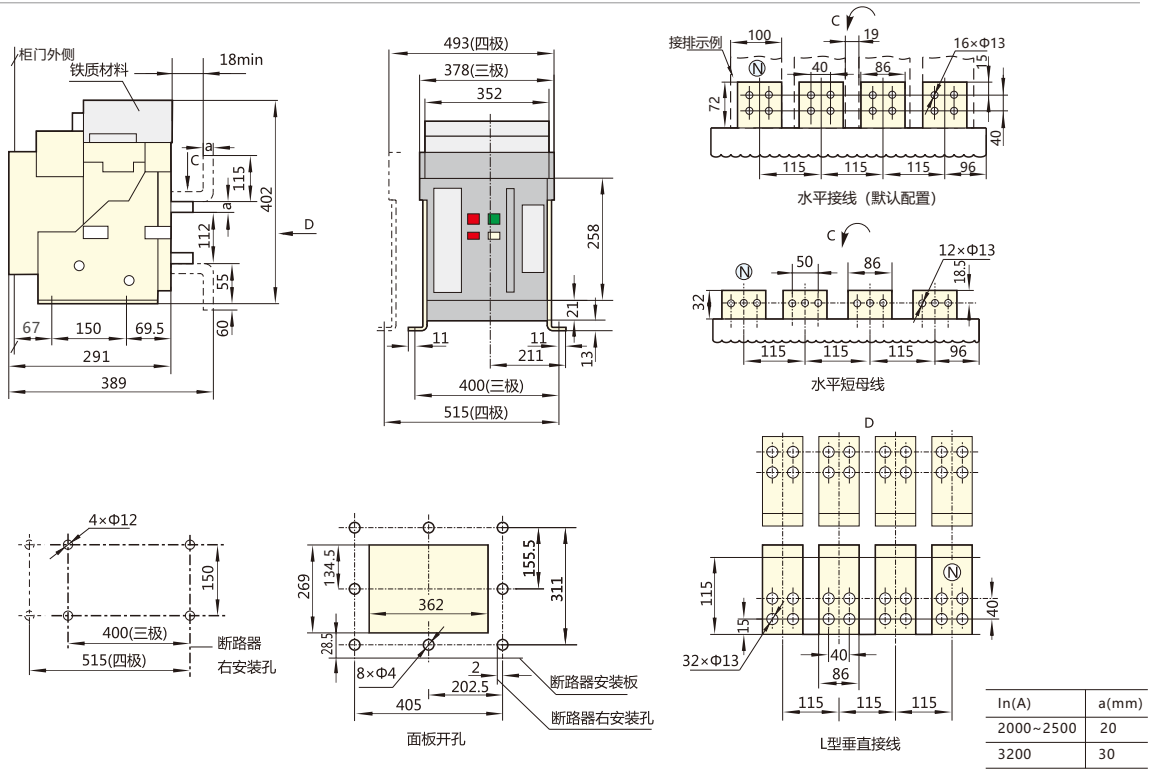 柜门外侧
铁质材料
18min
a
C
115
402
a
112
D
55
60
67
150
69.5
291
389
493(四极)
378(三极)
352
258
21
11
11
13
211
400(三极)
515(四极)
C
接排示例
100
19
16×Φ13
15
N
40
86
72
40
115
115
115
96
水平接线（默认配置）
C
12×Φ13
N
50
86
18.5
32
115
115
115
96
水平短母线
D
N
115
15
40
32×Φ13
40
86
115
115
115
L型垂直接线
4×Φ12
150
400(三极)
515(四极)
断路器
右安装孔
269
134.5
155.5
311
362
28.5
8×Φ4
2
202.5
405
断路器安装板
断路器右安装孔
面板开孔
In(A) a(mm)
2000~2500 20
3200 30